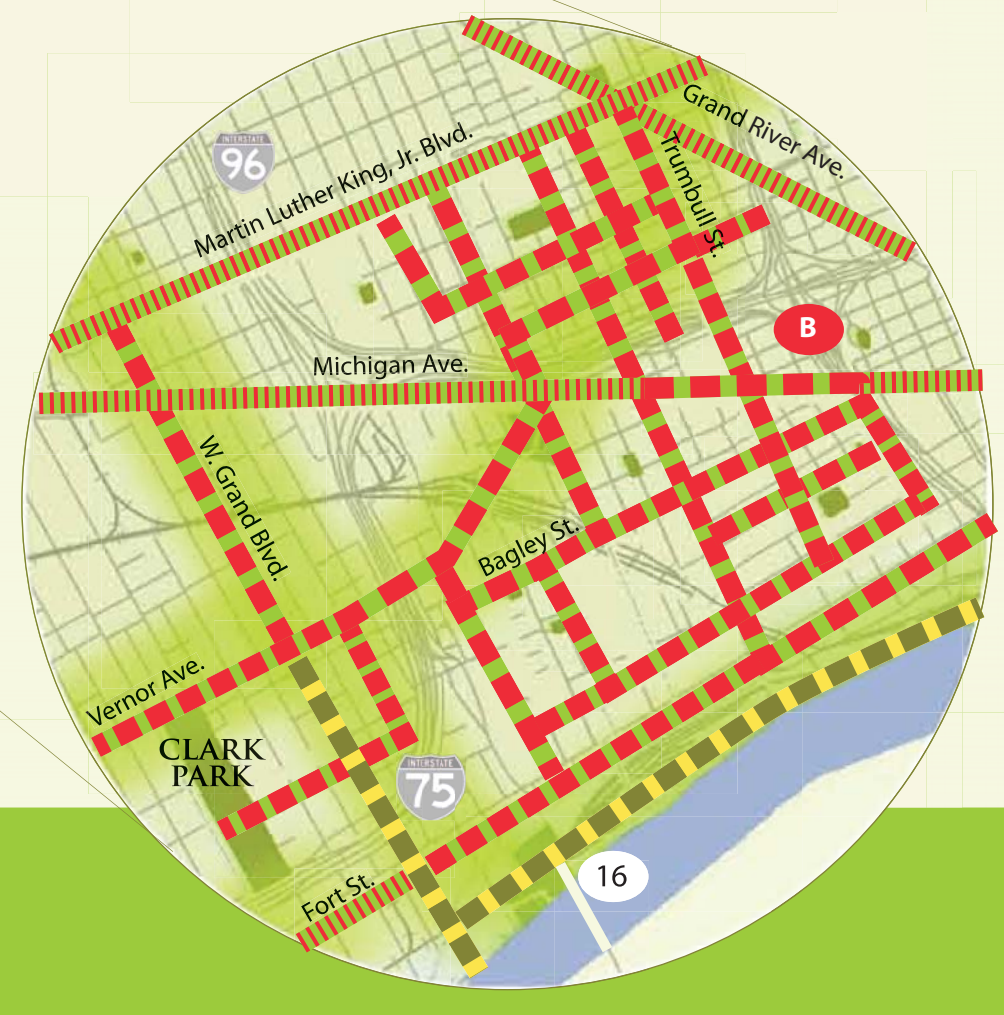 Grand River Ave.
INTERSTATE
96
Martin Luther King, Jr. Blvd.
Trumbull St.
B
Michigan Ave.
W. Grand Blvd.
Bagley St.
Vernor Ave.
CLARK
PARK
INTERSTATE
75
16
Fort St.